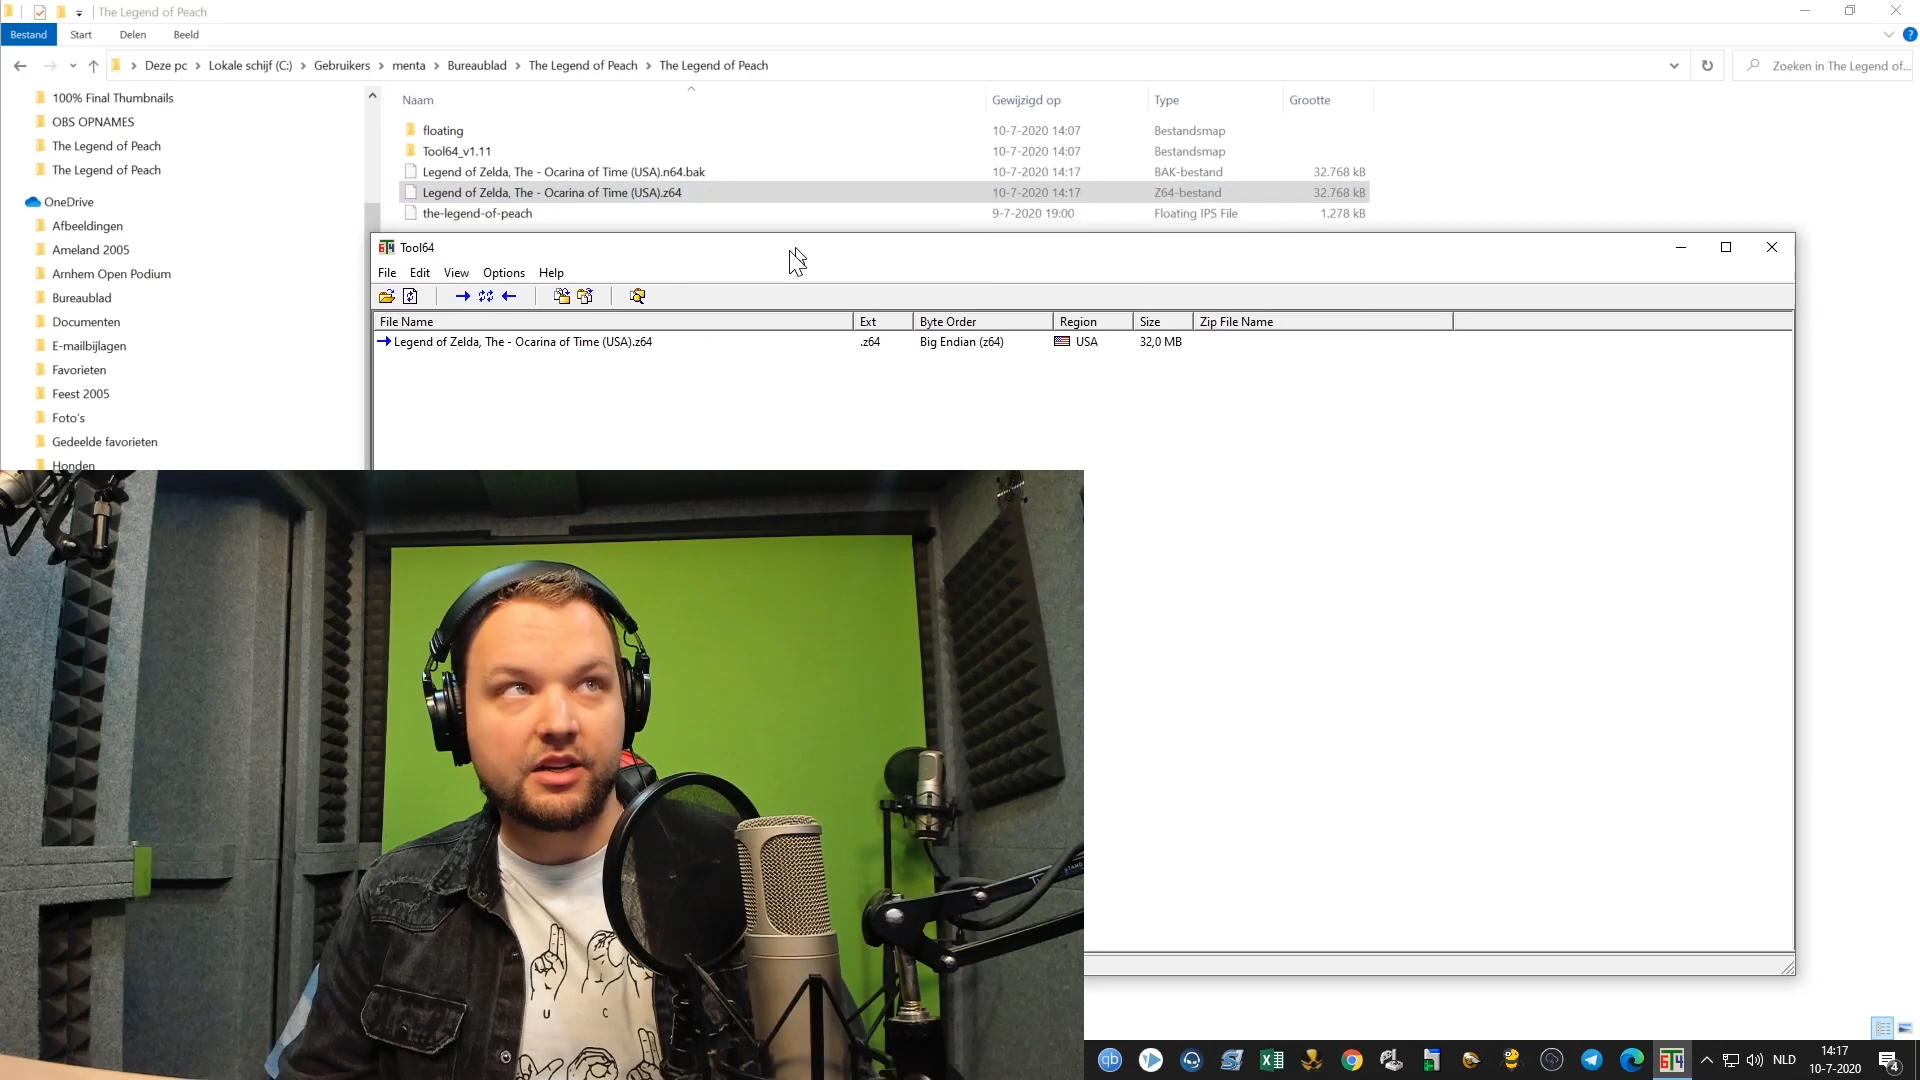 The Legend of Peach
Bestand Start Delen Beeld
Deze pc Lokale schijf (C:) Gebruikers menta Bureaublad The Legend of Peach The Legend of Peach
Zoeken in The Legend of...
Naam Gewijzigd op Type Grootte
floating 10-7-2020 14:07 Bestandsmap
Tool64_v1.11 10-7-2020 14:07 Bestandsmap
Legend of Zelda, The - Ocarina of Time (USA).n64.bak 10-7-2020 14:17 BAK-bestand 32.768 kB
Legend of Zelda, The - Ocarina of Time (USA).z64 10-7-2020 14:17 Z64-bestand 32.768 kB
the-legend-of-peach 9-7-2020 19:00 Floating IPS File 1.278 kB
100% Final Thumbnails
OBS OPNAMES
The Legend of Peach
The Legend of Peach
OneDrive
Afbeeldingen
Ameland 2005
Arnhem Open Podium
Bureaublad
Documenten
E-mailbijlagen
Favorieten
Feest 2005
Foto's
Gedeelde favorieten
Honden
Tool64
File Edit View Options Help
File Name Ext Byte Order Region Size Zip File Name
Legend of Zelda, The - Ocarina of Time (USA).z64 .z64 Big Endian (z64) USA 32,0 MB
U C
NLD
14:17
10-7-2020
4